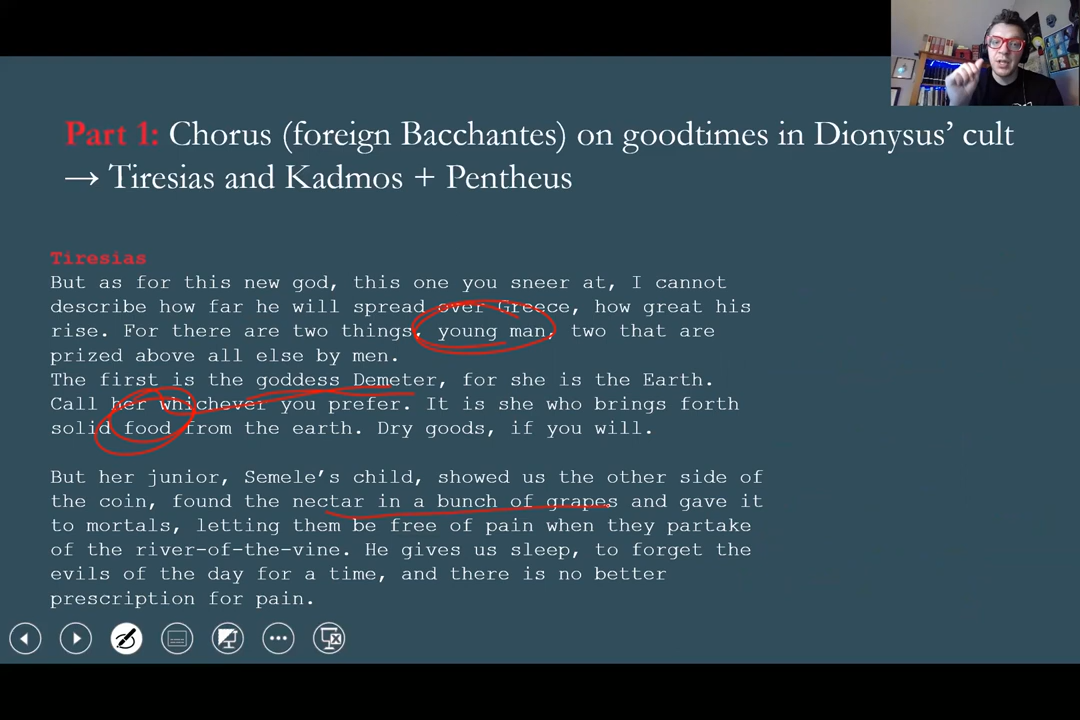 Part 1: Chorus (foreign Bacchantes) on goodtimes in Dionysus’ cult
→ Tiresias and Kadmos + Pentheus
Tiresias
But as for this new god, this one you sneer at, I cannot
describe how far he will spread over Greece, how great his
rise. For there are two things, young man, two that are
prized above all else by men.
The first is the goddess Demeter, for she is the Earth.
Call her whichever you prefer. It is she who brings forth
solid food from the earth. Dry goods, if you will.
But her junior, Semele’s child, showed us the other side of
the coin, found the nectar in a bunch of grapes and gave it
to mortals, letting them be free of pain when they partake
of the river-of-the-vine. He gives us sleep, to forget the
evils of the day for a time, and there is no better
prescription for pain.